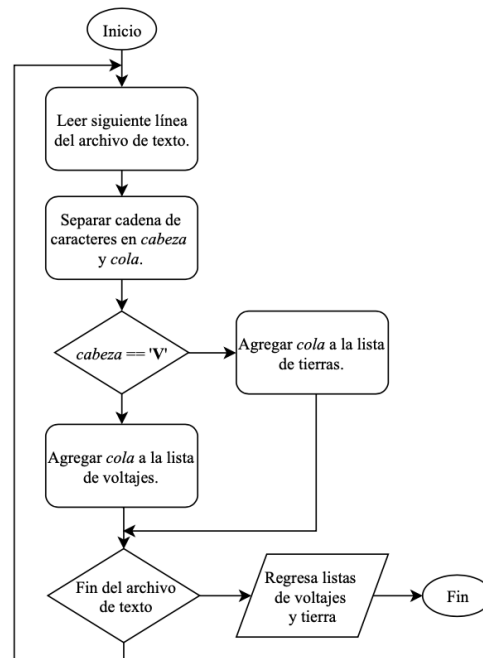 Inicio
Leer siguiente línea
del archivo de texto.
Separar cadena de
caracteres en cabeza
y cola.
cabeza == 'V'
Agregar cola a la lista
de tierras.
Agregar cola a la lista
de voltajes.
Fin del archivo
de texto
Regresa listas
de voltajes
y tierra
Fin